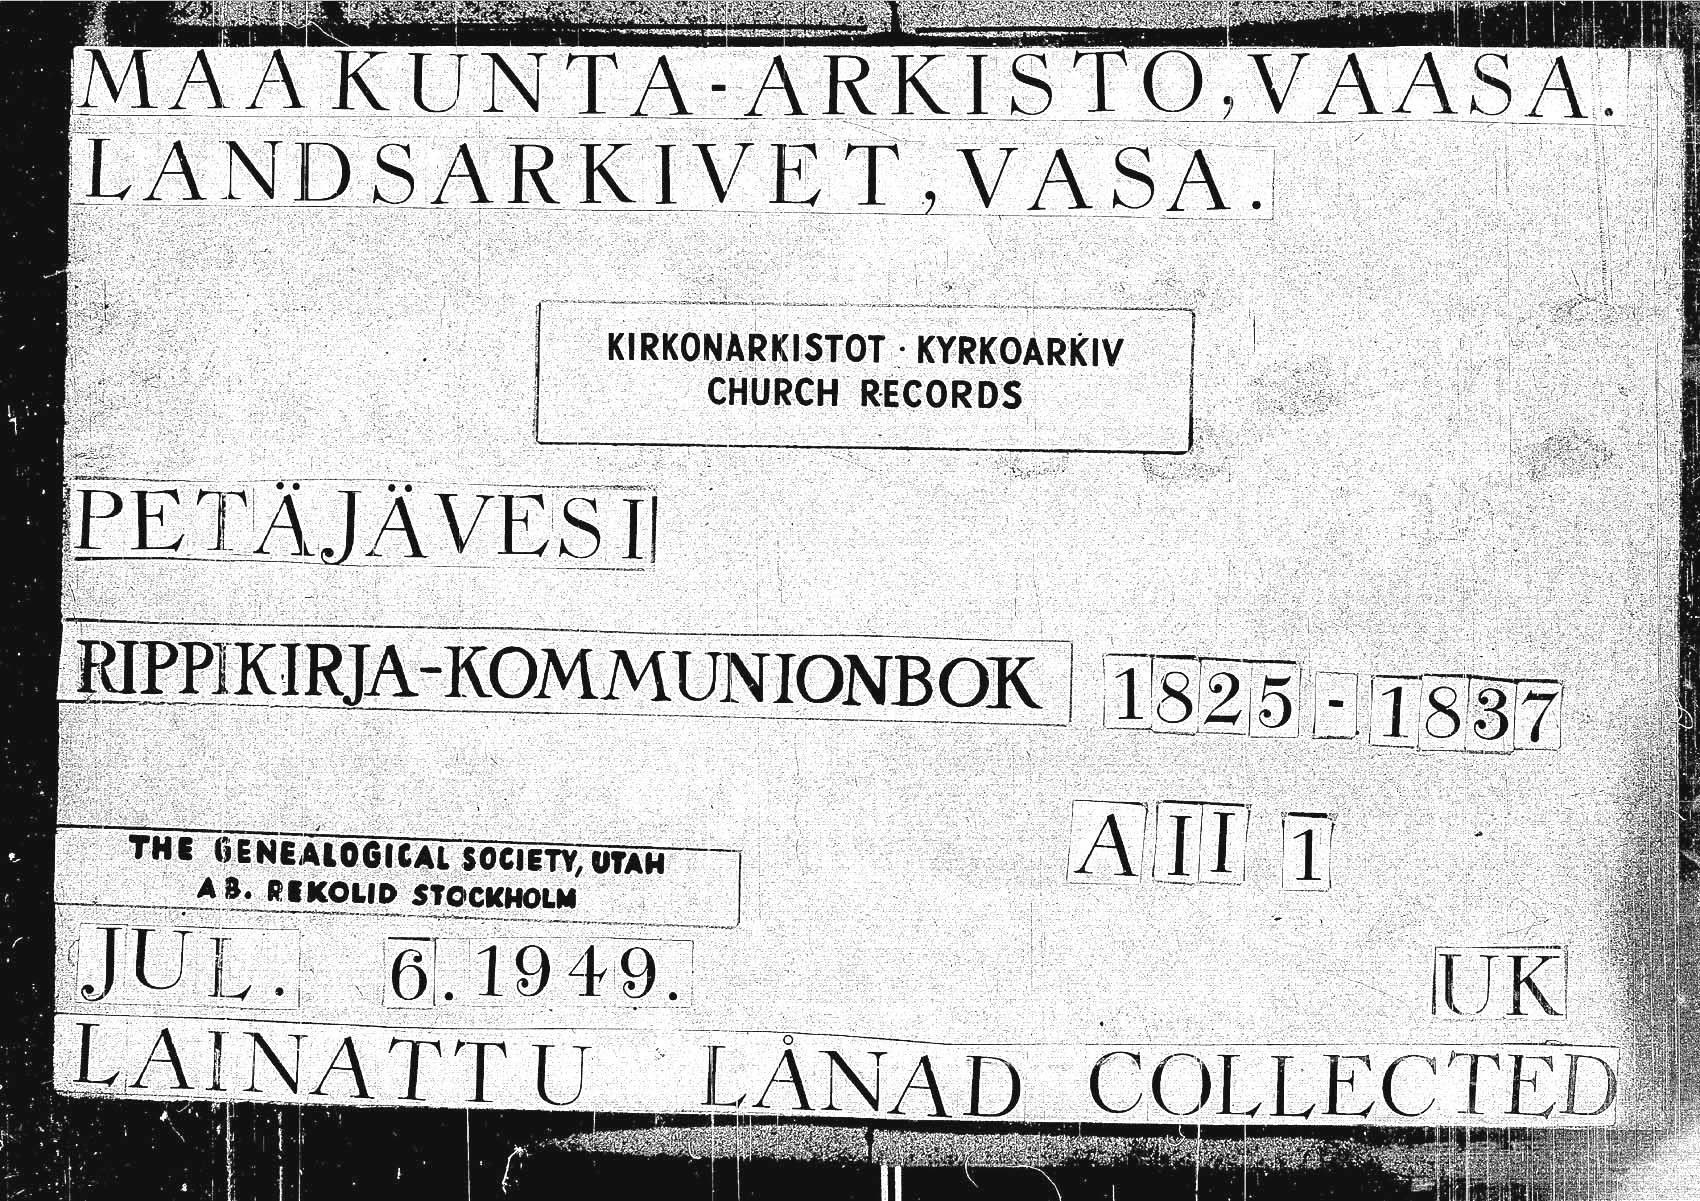 MAAKUNTA-ARKISTO, VAASA.
LANDSARKIVET, VASA.
KIRKONARKISTOT · KYRKOARKIV
CHURCH RECORDS
PETÄJÄVESI
RIPPIKIRJA-KOMMUNIONBOK 1825-1837
A II 1
THE GENEALOGICAL SOCIETY, UTAH
AB. REKOLID STOCKHOLM
JUL. 6. 1949.
UK
LAINATTU LÅNAD COLLECTED